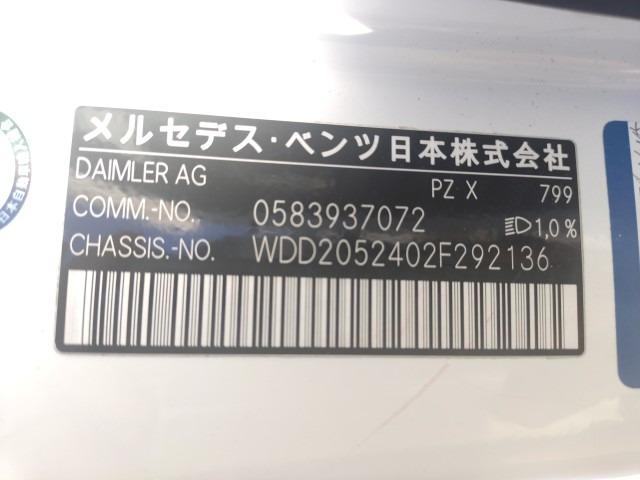 メルセデス・ベンツ日本株式会社
DAIMLER AG
PZ X 799
COMM.-NO. 0583937072 1,0 %
CHASSIS.-NO. WDD2052402F292136